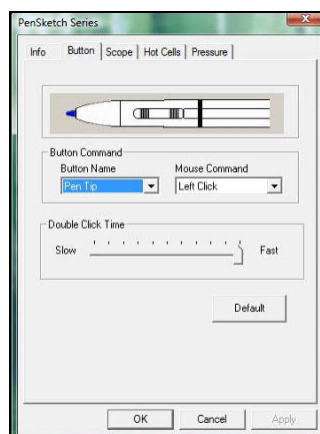 PenSketch Series
Info Button Scope Hot Cells Pressure
Button Command
Button Name Mouse Command
Pen Tip Left Click
Double Click Time
Slow Fast
Default
OK Cancel Apply